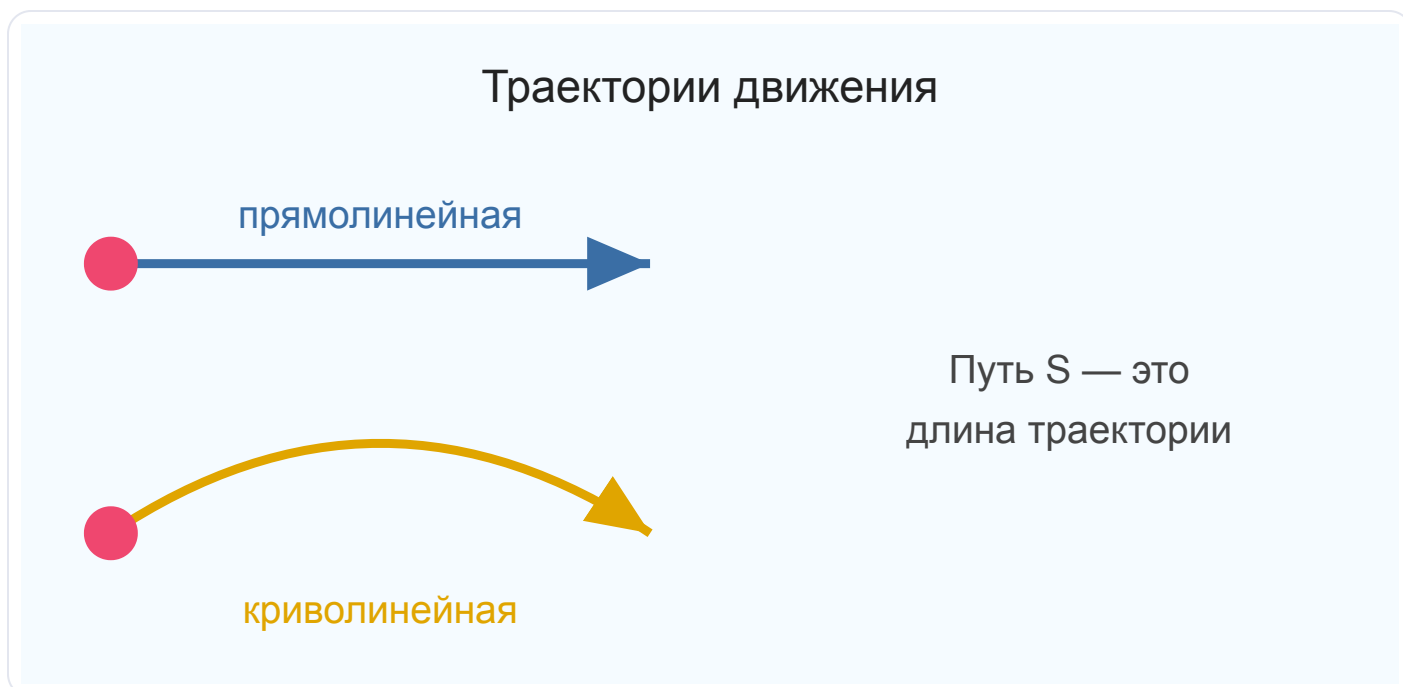 Траектории движения
прямолинейная
Путь S — это
длина траектории
криволинейная